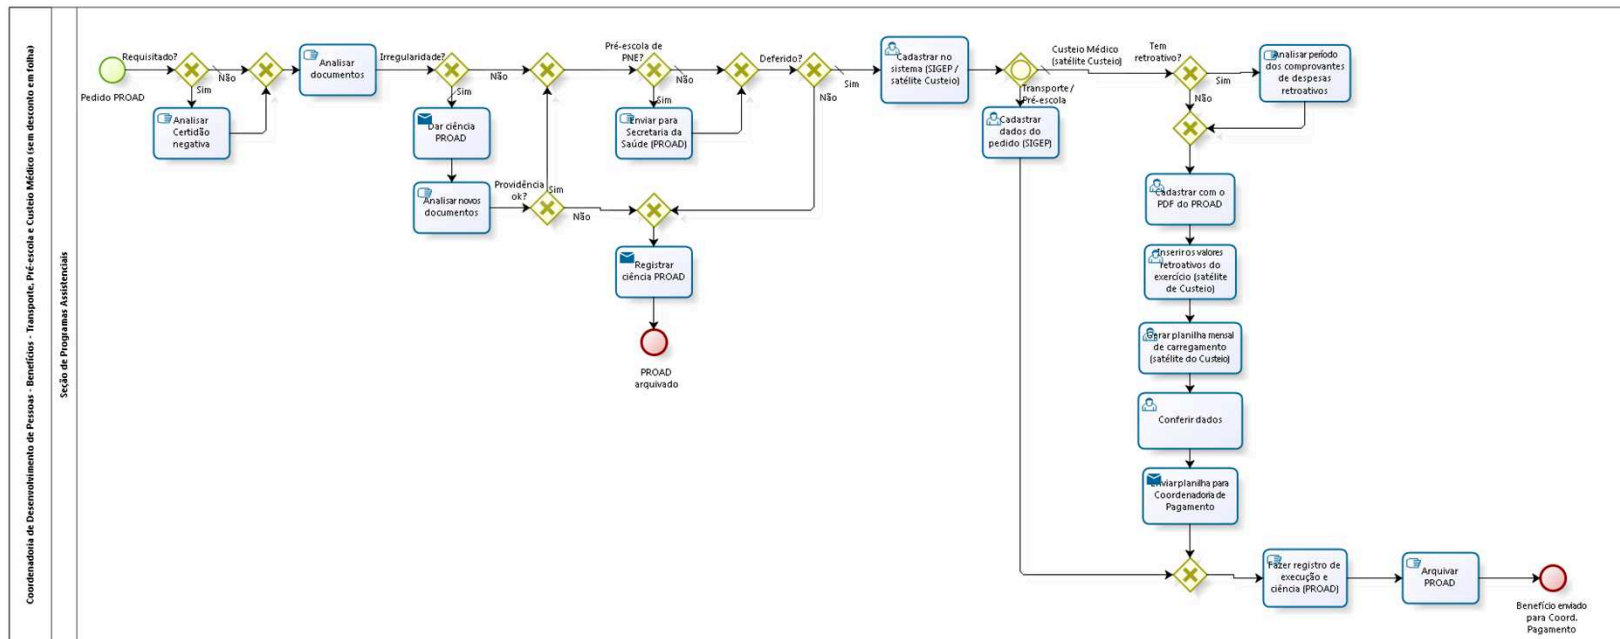 Coordenadoria de Desenvolvimento de Pessoas - Benefícios - Transporte, Pré-escola e Custeio Médico (sem desconto em folha)
Seção de Programas Assistenciais
Pedido PROAD
Requisitado?
Não
Sim
Analisar
Certidão
negativa
Analisar
documentos
Irregularidade?
Não
Sim
Dar ciência
PROAD
Analisar novos
documentos
Providência
ok?
Sim
Não
Pré-escola de
PNE?
Não
Sim
Enviar para
Secretaria da
Saúde (PROAD)
Registrar
ciência PROAD
PROAD
arquivado
Deferido?
Sim
Não
Cadastrar no
sistema (SIGEP /
satélite Custeio)
Custeio Médico
(satélite Custeio)
Transporte /
Pré-escola
Cadastrar
dados do
pedido (SIGEP)
Tem
retroativo?
Sim
Não
Analisar período
dos comprovantes
de despesas
retroativos
Cadastrar com o
PDF do PROAD
Inserir os valores
retroativos do
exercício (satélite
de Custeio)
Gerar planilha mensal
de carregamento
(satélite do Custeio)
Conferir dados
Enviar planilha para
Coordenadoria de
Pagamento
Fazer registro de
execução e
ciência (PROAD)
Arquivar
PROAD
Benefício enviado
para Coord.
Pagamento